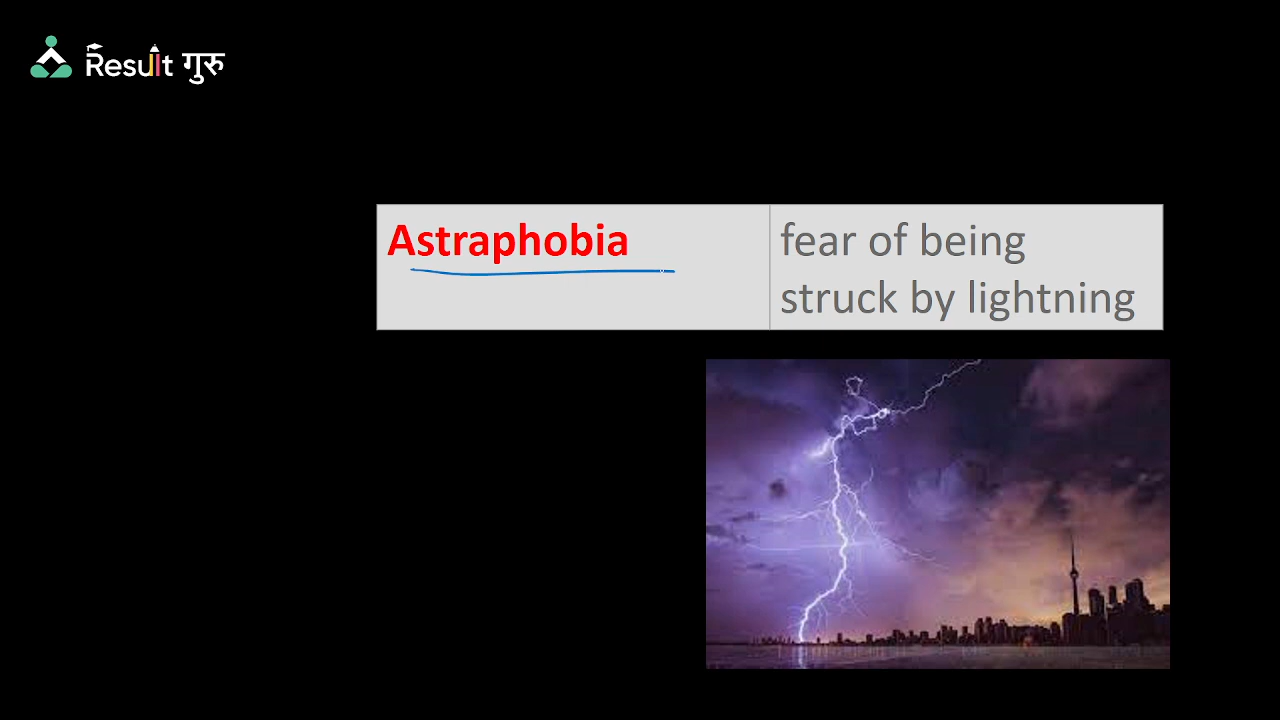 Result गुरु
Astraphobia
fear of being
struck by lightning